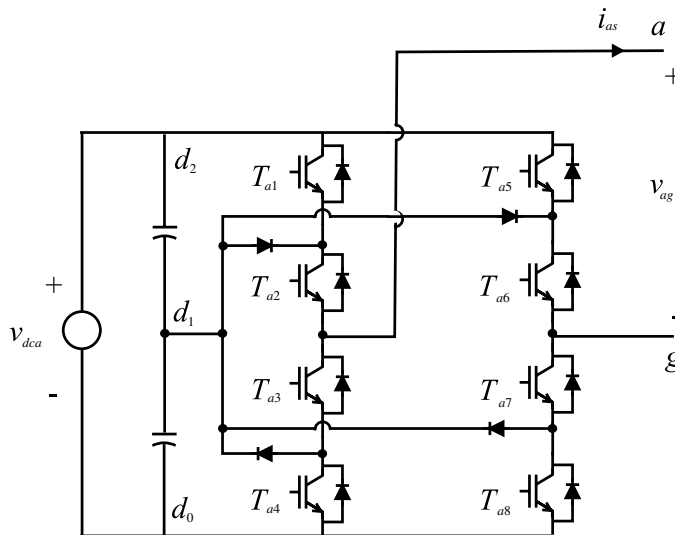 i_as a
+
d_2
T_a1 T_a5
v_ag
+
T_a2 T_a6
d_1
v_dca
-
g
T_a3 T_a7
-
d_0
T_a4 T_a8